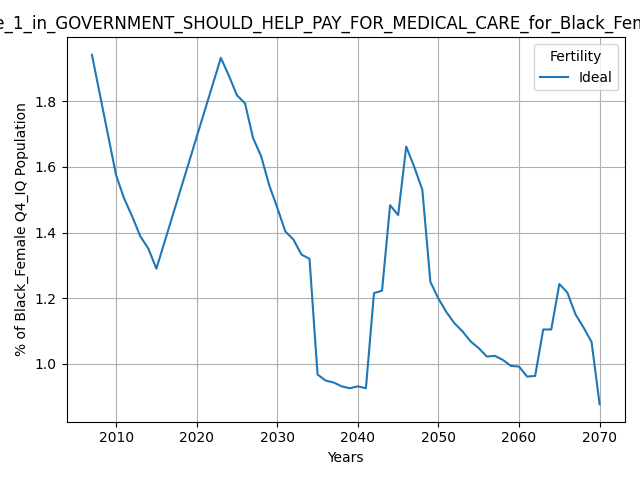 e_1_in_GOVERNMENT_SHOULD_HELP_PAY_FOR_MEDICAL_CARE_for_Black_Fem
Fertility
Ideal
% of Black_Female Q4_IQ Population
1.8
1.6
1.4
1.2
1.0
2010 2020 2030 2040 2050 2060 2070
Years